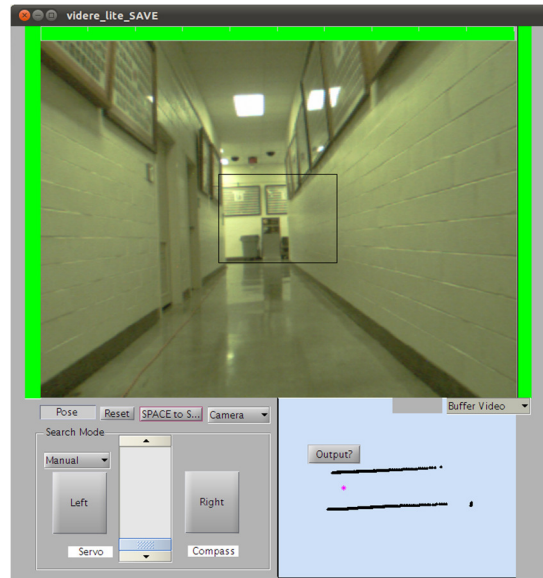 videre_lite_SAVE
Pose Reset SPACE to S... Camera Buffer Video
Search Mode
Manual
Output?
Left Right
Servo Compass